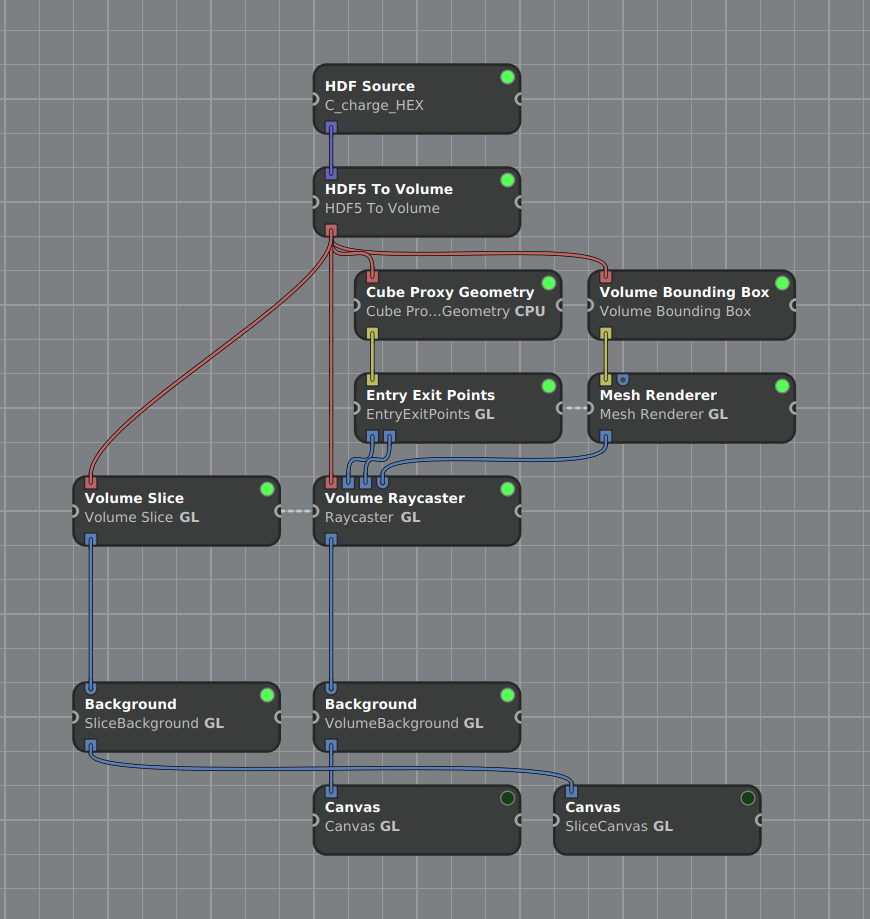 HDF Source
C_charge_HEX
HDF5 To Volume
HDF5 To Volume
Cube Proxy Geometry
Cube Pro...Geometry CPU
Volume Bounding Box
Volume Bounding Box
Entry Exit Points
EntryExitPoints GL
Mesh Renderer
Mesh Renderer GL
Volume Slice
Volume Slice GL
Volume Raycaster
Raycaster GL
Background
SliceBackground GL
Background
VolumeBackground GL
Canvas
Canvas GL
Canvas
SliceCanvas GL